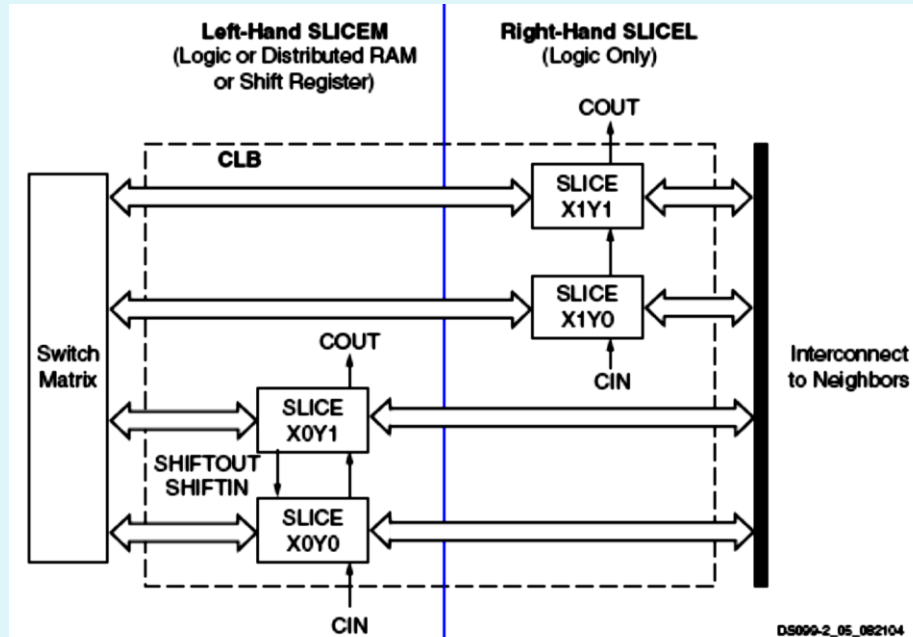 Left-Hand SLICEM
(Logic or Distributed RAM
or Shift Register)
Right-Hand SLICEL
(Logic Only)
COUT
CLB
SLICE
X1Y1
SLICE
X1Y0
COUT
CIN
Switch
Matrix
Interconnect
to Neighbors
SLICE
X0Y1
SHIFTOUT
SHIFTIN
SLICE
X0Y0
CIN
DS099-2_05_082104